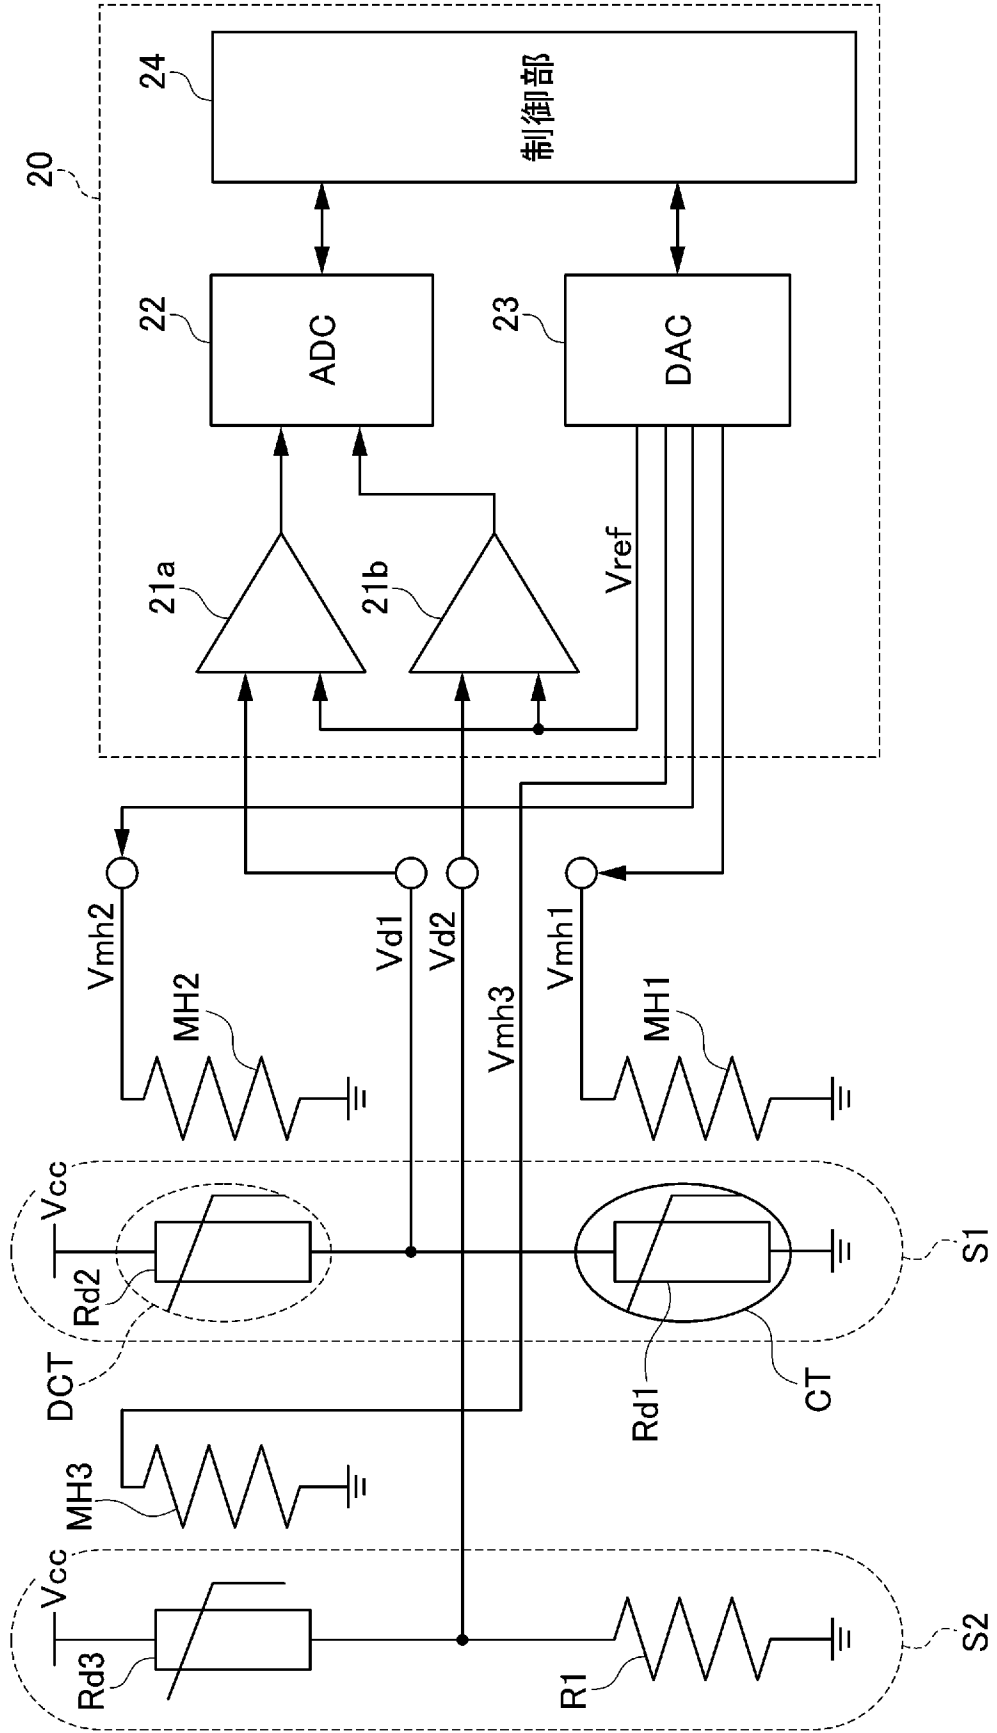 20
24
制御部
22
ADC
23
DAC
21a
21b
Vref
Vmh2
Vd1
Vd2
Vmh1
Vmh3
MH2
MH1
Vcc
Rd2
DCT
Rd1
CT
S1
MH3
Vcc
Rd3
R1
S2